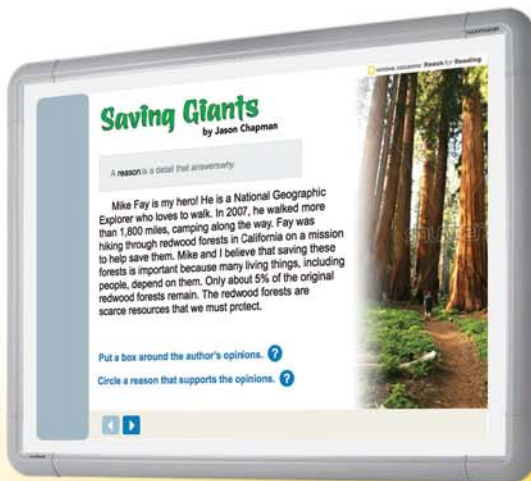 NATIONAL GEOGRAPHIC Reach for Reading
Saving Giants
by Jason Chapman
A reason is a detail that answerswhy
Mike Fay is my hero! He is a National Geographic
Explorer who loves to walk. In 2007, he walked more
than 1,800 miles, camping along the way. Fay was
hiking through redwood forests in California on a mission
to help save them. Mike and I believe that saving these
forests is important because many living things, including
people, depend on them. Only about 5% of the original
redwood forests remain. The redwood forests are
scarce resources that we must protect.
Put a box around the author's opinions. ?
Circle a reason that supports the opinions. ?